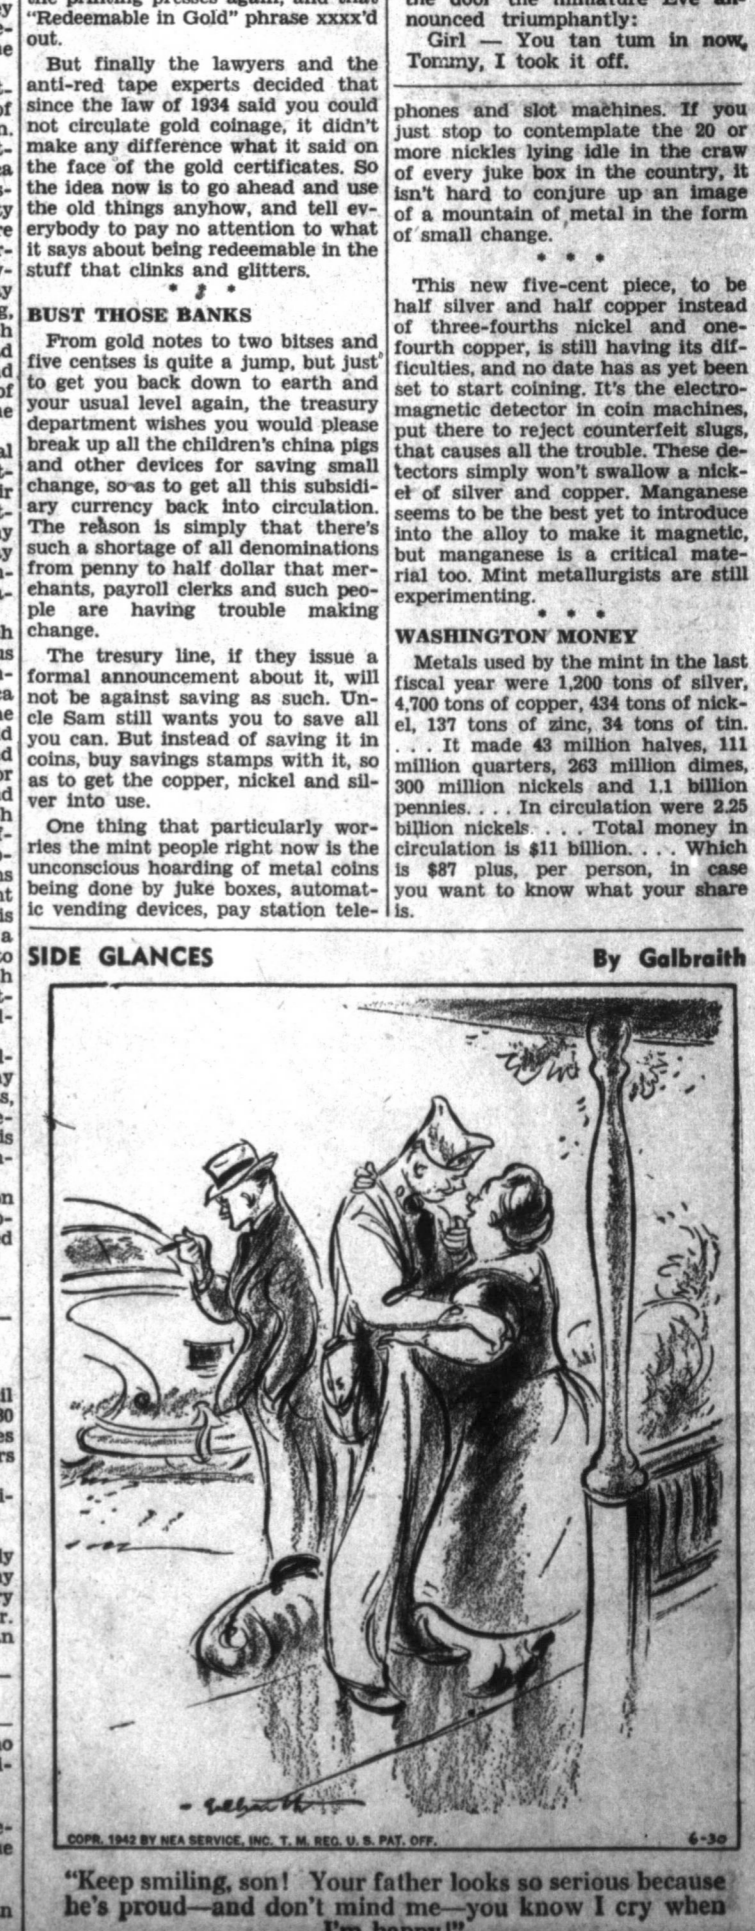 "Redeemable in Gold" phrase xxxx'd
out.
But finally the lawyers and the
anti-red tape experts decided that
since the law of 1934 said you could
not circulate gold coinage, it didn't
make any difference what it said on
the face of the gold certificates. So
the idea now is to go ahead and use
the old things anyhow, and tell ev-
erybody to pay no attention to what
it says about being redeemable in the
stuff that clinks and glitters.
* * *
BUST THOSE BANKS
From gold notes to two bitses and
five centses is quite a jump, but just
to get you back down to earth and
your usual level again, the treasury
department wishes you would please
break up all the children's china pigs
and other devices for saving small
change, so as to get all this subsidi-
ary currency back into circulation.
The reason is simply that there's
such a shortage of all denominations
from penny to half dollar that mer-
chants, payroll clerks and such peo-
ple are having trouble making
change.
The tresury line, if they issue a
formal announcement about it, will
not be against saving as such. Un-
cle Sam still wants you to save all
you can. But instead of saving it in
coins, buy savings stamps with it, so
as to get the copper, nickel and sil-
ver into use.
One thing that particularly wor-
ries the mint people right now is the
unconscious hoarding of metal coins
being done by juke boxes, automat-
ic vending devices, pay station tele-
nounced triumphantly:
Girl — You tan tum in now,
Tommy, I took it off.
phones and slot machines. If you
just stop to contemplate the 20 or
more nickles lying idle in the craw
of every juke box in the country, it
isn't hard to conjure up an image
of a mountain of metal in the form
of small change.
* * *
This new five-cent piece, to be
half silver and half copper instead
of three-fourths nickel and one-
fourth copper, is still having its dif-
ficulties, and no date has as yet been
set to start coining. It's the electro-
magnetic detector in coin machines,
put there to reject counterfeit slugs,
that causes all the trouble. These de-
tectors simply won't swallow a nick-
el of silver and copper. Manganese
seems to be the best yet to introduce
into the alloy to make it magnetic,
but manganese is a critical mate-
rial too. Mint metallurgists are still
experimenting.
* * *
WASHINGTON MONEY
Metals used by the mint in the last
fiscal year were 1,200 tons of silver,
4,700 tons of copper, 434 tons of nick-
el, 137 tons of zinc, 34 tons of tin.
. . . It made 43 million halves, 111
million quarters, 263 million dimes,
300 million nickels and 1.1 billion
pennies. . . . In circulation were 2.25
billion nickels. . . . Total money in
circulation is $11 billion. . . . Which
is $87 plus, per person, in case
you want to know what your share
is.
SIDE GLANCES By Galbraith
Galbraith
COPR. 1942 BY NEA SERVICE, INC. T. M. REG. U. S. PAT. OFF. 6-30
"Keep smiling, son! Your father looks so serious because
he's proud—and don't mind me—you know I cry when
I'm happy!"